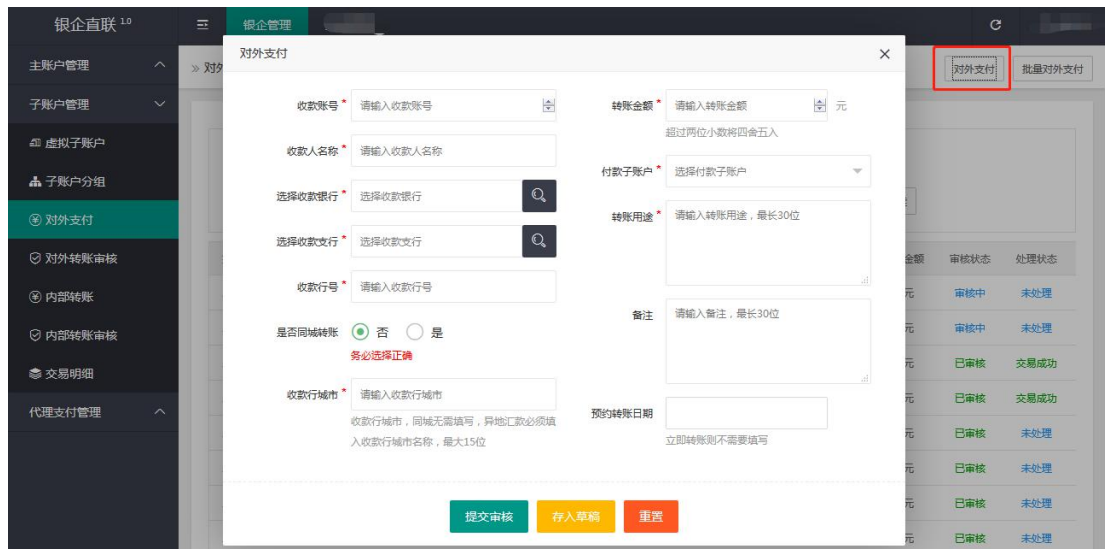 银企直联 1.0
银企管理
主账户管理
子账户管理
虚拟子账户
子账户分组
对外支付
对外转账审核
内部转账
内部转账审核
交易明细
代理支付管理
» 对外
对外支付
批量对外支付
对外支付
收款账号 * 请输入收款账号
收款人名称 * 请输入收款人名称
选择收款银行 * 选择收款银行
选择收款支行 * 选择收款支行
收款行号 * 请输入收款行号
是否同城转账 否 是
务必选择正确
收款行城市 * 请输入收款行城市
收款行城市，同城无需填写，异地汇款必须填
入收款行城市名称，最大15位
转账金额 * 请输入转账金额 元
超过两位小数将四舍五入
付款子账户 * 选择付款子账户
转账用途 * 请输入转账用途，最长30位
备注 请输入备注，最长30位
预约转账日期
立即转账则不需要填写
提交审核 存入草稿 重置
金额 审核状态 处理状态
元 审核中 未处理
元 审核中 未处理
元 已审核 交易成功
元 已审核 交易成功
元 已审核 未处理
元 已审核 未处理
元 已审核 未处理
元 已审核 未处理